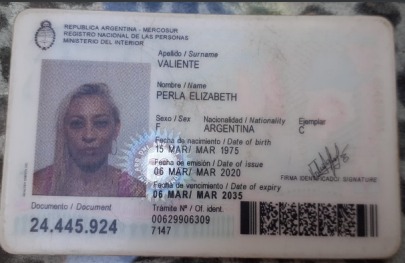 REPUBLICA ARGENTINA - MERCOSUR
REGISTRO NACIONAL DE LAS PERSONAS
MINISTERIO DEL INTERIOR
Apellido / Surname
VALIENTE
Nombre / Name
PERLA ELIZABETH
Sexo / Sex Nacionalidad / Nationality Ejemplar
F ARGENTINA C
Fecha de nacimiento / Date of birth
15 MAR/ MAR 1975
Fecha de emisión / Date of issue
06 MAR/ MAR 2020
Fecha de vencimiento / Date of expiry
06 MAR/ MAR 2035
FIRMA IDENTIFICADO/ SIGNATURE
Documento / Document
24.445.924
Trámite Nº / Of. ident.
00629906309
7147